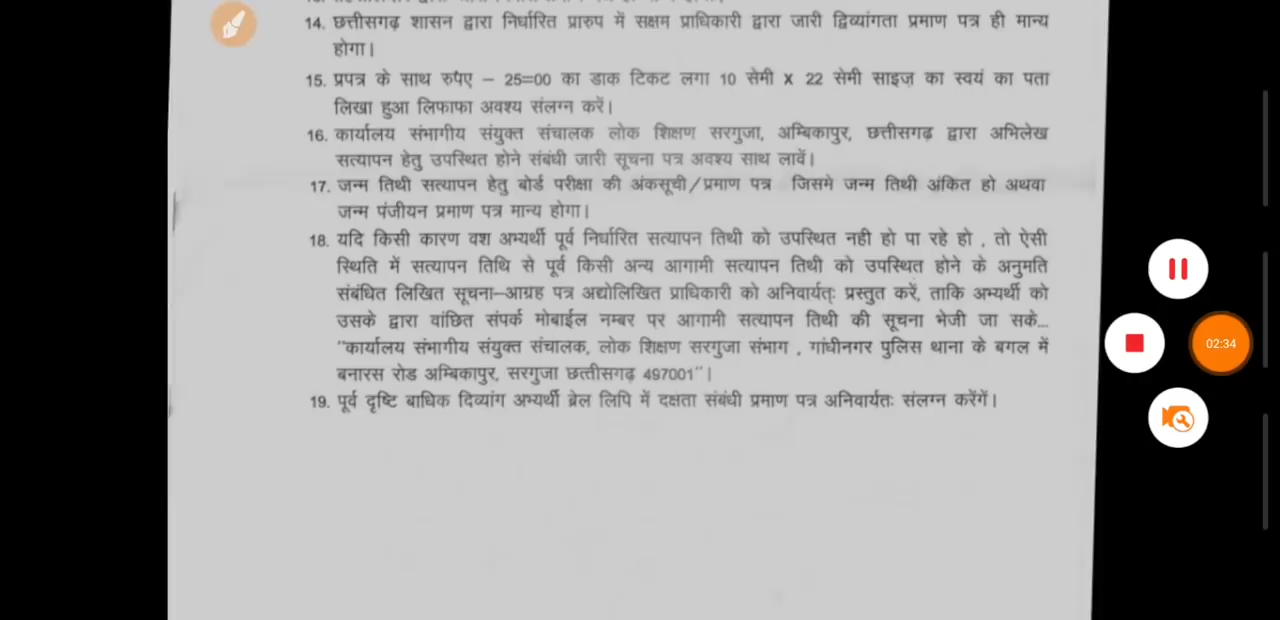 14. छत्तीसगढ़ शासन द्वारा निर्धारित प्रारुप में सक्षम प्राधिकारी द्वारा जारी द्विव्यांगता प्रमाण पत्र ही मान्य
होगा।
15. प्रपत्र के साथ रुपैए – 25=00 का डाक टिकट लगा 10 सेमी x 22 सेमी साइज़ का स्वयं का पता
लिखा हुआ लिफाफा अवश्य संलग्न करें।
16. कार्यालय संभागीय संयुक्त संचालक लोक शिक्षण सरगुजा, अम्बिकापुर, छत्तीसगढ़ द्वारा अभिलेख
सत्यापन हेतु उपस्थित होने संबंधी जारी सूचना पत्र अवश्य साथ लावें।
17. जन्म तिथी सत्यापन हेतु बोर्ड परीक्षा की अंकसूची/प्रमाण पत्र जिसमे जन्म तिथी अंकित हो अथवा
जन्म पंजीयन प्रमाण पत्र मान्य होगा।
18. यदि किसी कारण वश अभ्यर्थी पूर्व निर्धारित सत्यापन तिथी को उपस्थित नही हो पा रहे हो , तो ऐसी
स्थिति में सत्यापन तिथि से पूर्व किसी अन्य आगामी सत्यापन तिथी को उपस्थित होने के अनुमति
संबंधित लिखित सूचना–आग्रह पत्र अद्योलिखित प्राधिकारी को अनिवार्यत्ः प्रस्तुत करें, ताकि अभ्यर्थी को
उसके द्वारा वांछित संपर्क मोबाईल नम्बर पर आगामी सत्यापन तिथी की सूचना भेजी जा सके...
"कार्यालय संभागीय संयुक्त संचालक, लोक शिक्षण सरगुजा संभाग , गांधीनगर पुलिस थाना के बगल में
बनारस रोड अम्बिकापुर, सरगुजा छत्तीसगढ़ 497001"।
19. पूर्व दृष्टि बाधिक दिव्यांग अभ्यर्थी ब्रेल लिपि में दक्षता संबंधी प्रमाण पत्र अनिवार्यतः संलग्न करेंगें।
02:34